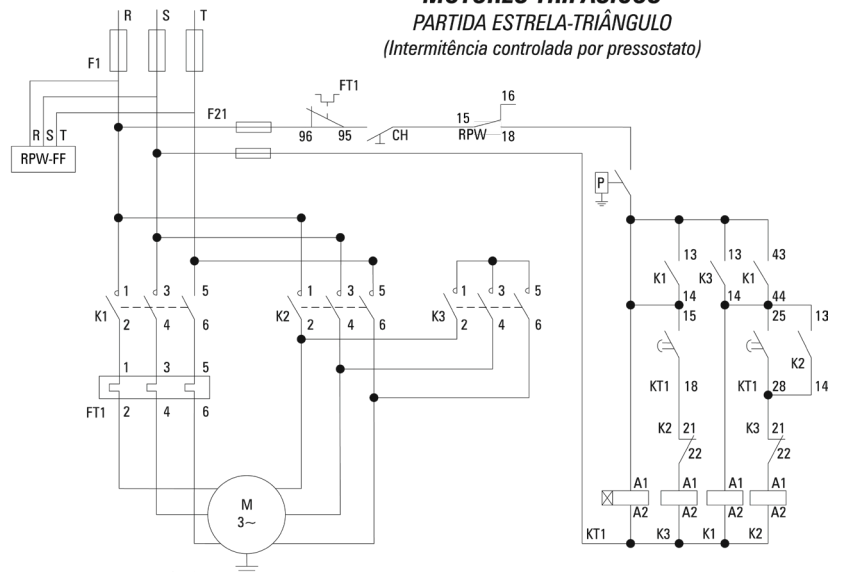 MOTORES TRIFÁSICOS
PARTIDA ESTRELA-TRIÂNGULO
(Intermitência controlada por pressostato)
R S T
F1
R S T
RPW-FF
F21
FT1
96 95
CH
15 16
RPW 18
P
1 3 5
K1 2 4 6
1 3 5
K2 2 4 6
1 3 5
K3 2 4 6
1 3 5
FT1 2 4 6
M
3~
13 13 43
K1 K3 K1
14 14 44
15 25 13
K2
KT1 18 KT1 28 14
K2 21 K3 21
22 22
A1 A1 A1 A1
A2 A2 A2 A2
KT1 K3 K1 K2